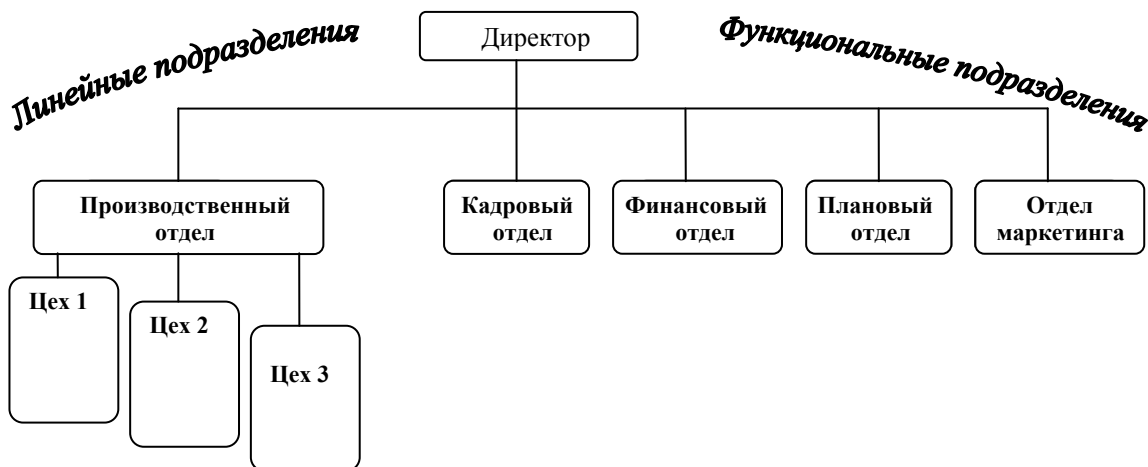 Линейные подразделения
Директор
Функциональные подразделения
Производственный
отдел
Кадровый
отдел
Финансовый
отдел
Плановый
отдел
Отдел
маркетинга
Цех 1
Цех 2
Цех 3